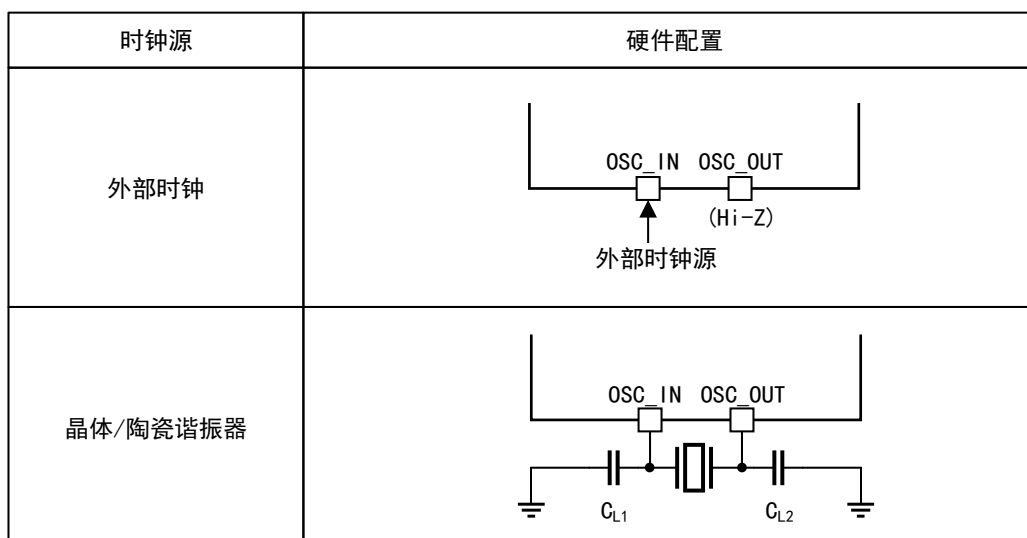 时钟源 硬件配置
外部时钟
OSC_IN OSC_OUT
(Hi-Z)
外部时钟源
晶体/陶瓷谐振器
OSC_IN OSC_OUT
CL1 CL2